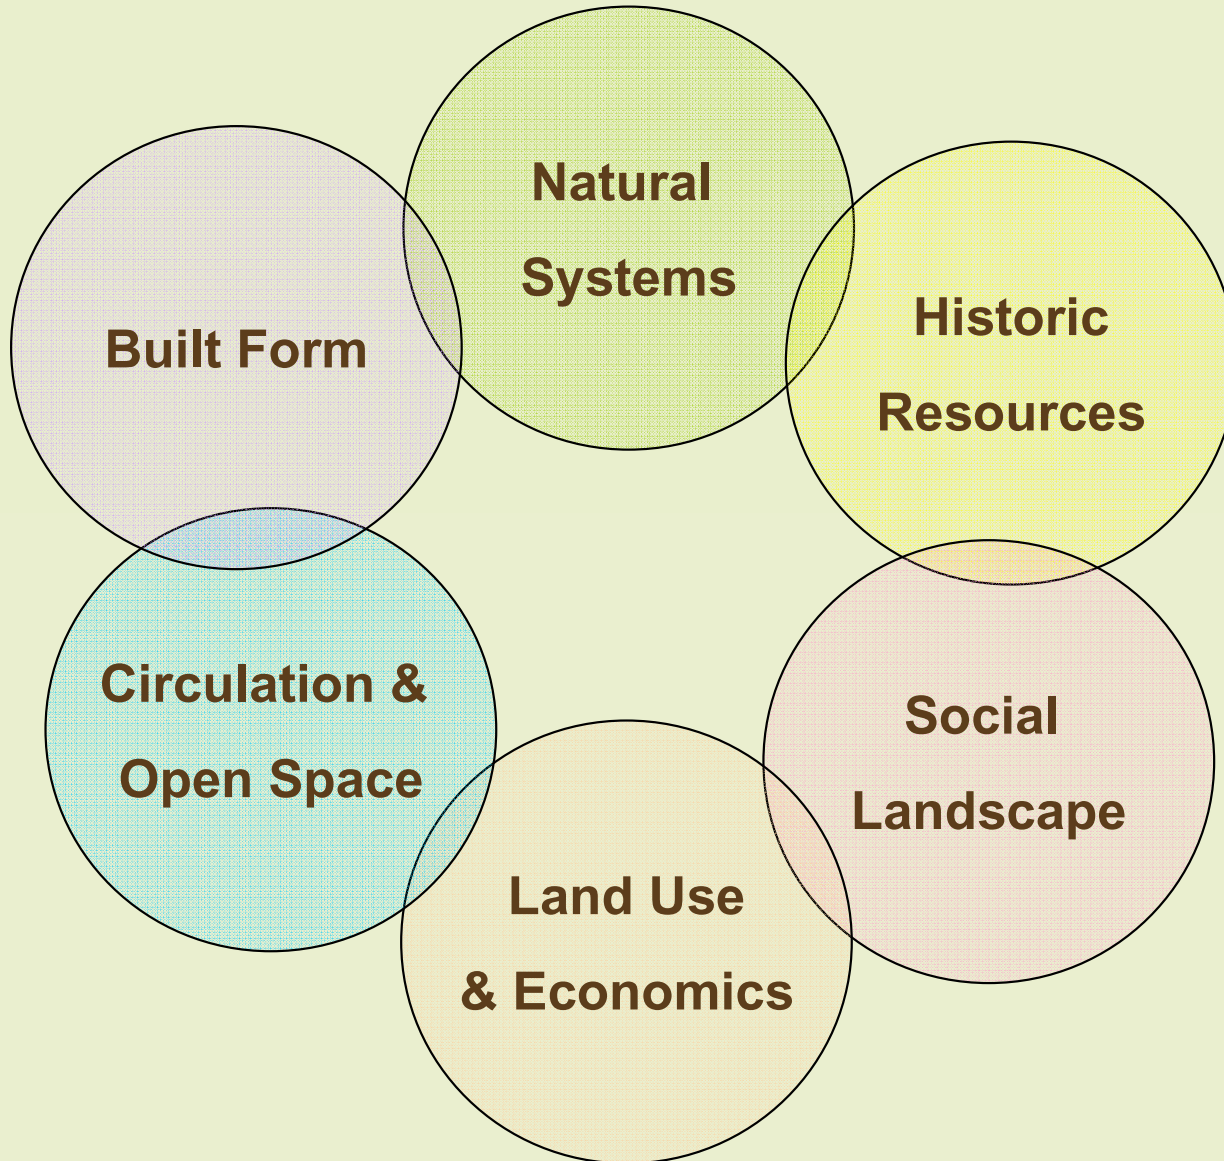 Natural
Systems
Historic
Resources
Built Form
Circulation &
Open Space
Social
Landscape
Land Use
& Economics